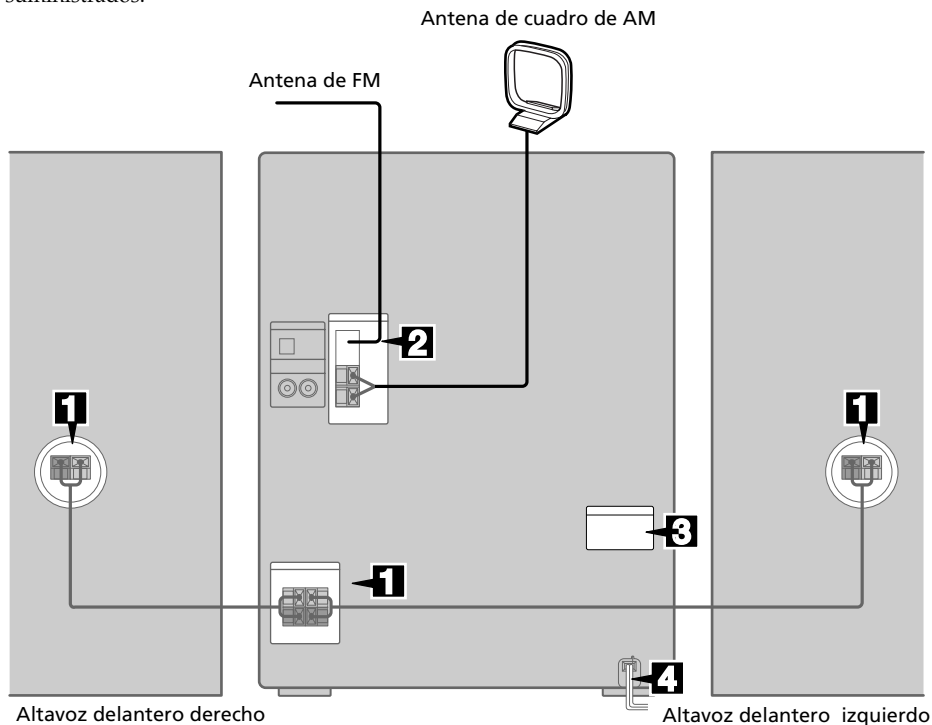 suministrados.
Antena de cuadro de AM
Antena de FM
2
1
1
3
1
4
Altavoz delantero derecho
Altavoz delantero izquierdo